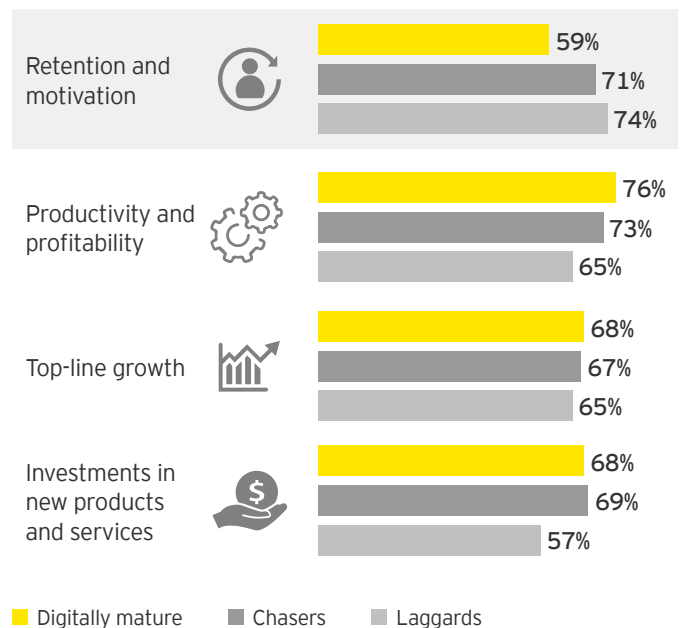 59%
Retention and
motivation
71%
74%
76%
Productivity and
profitability
73%
65%
68%
Top-line growth
67%
65%
68%
Investments in
new products
and services
$
69%
57%
Digitally mature
Chasers
Laggards